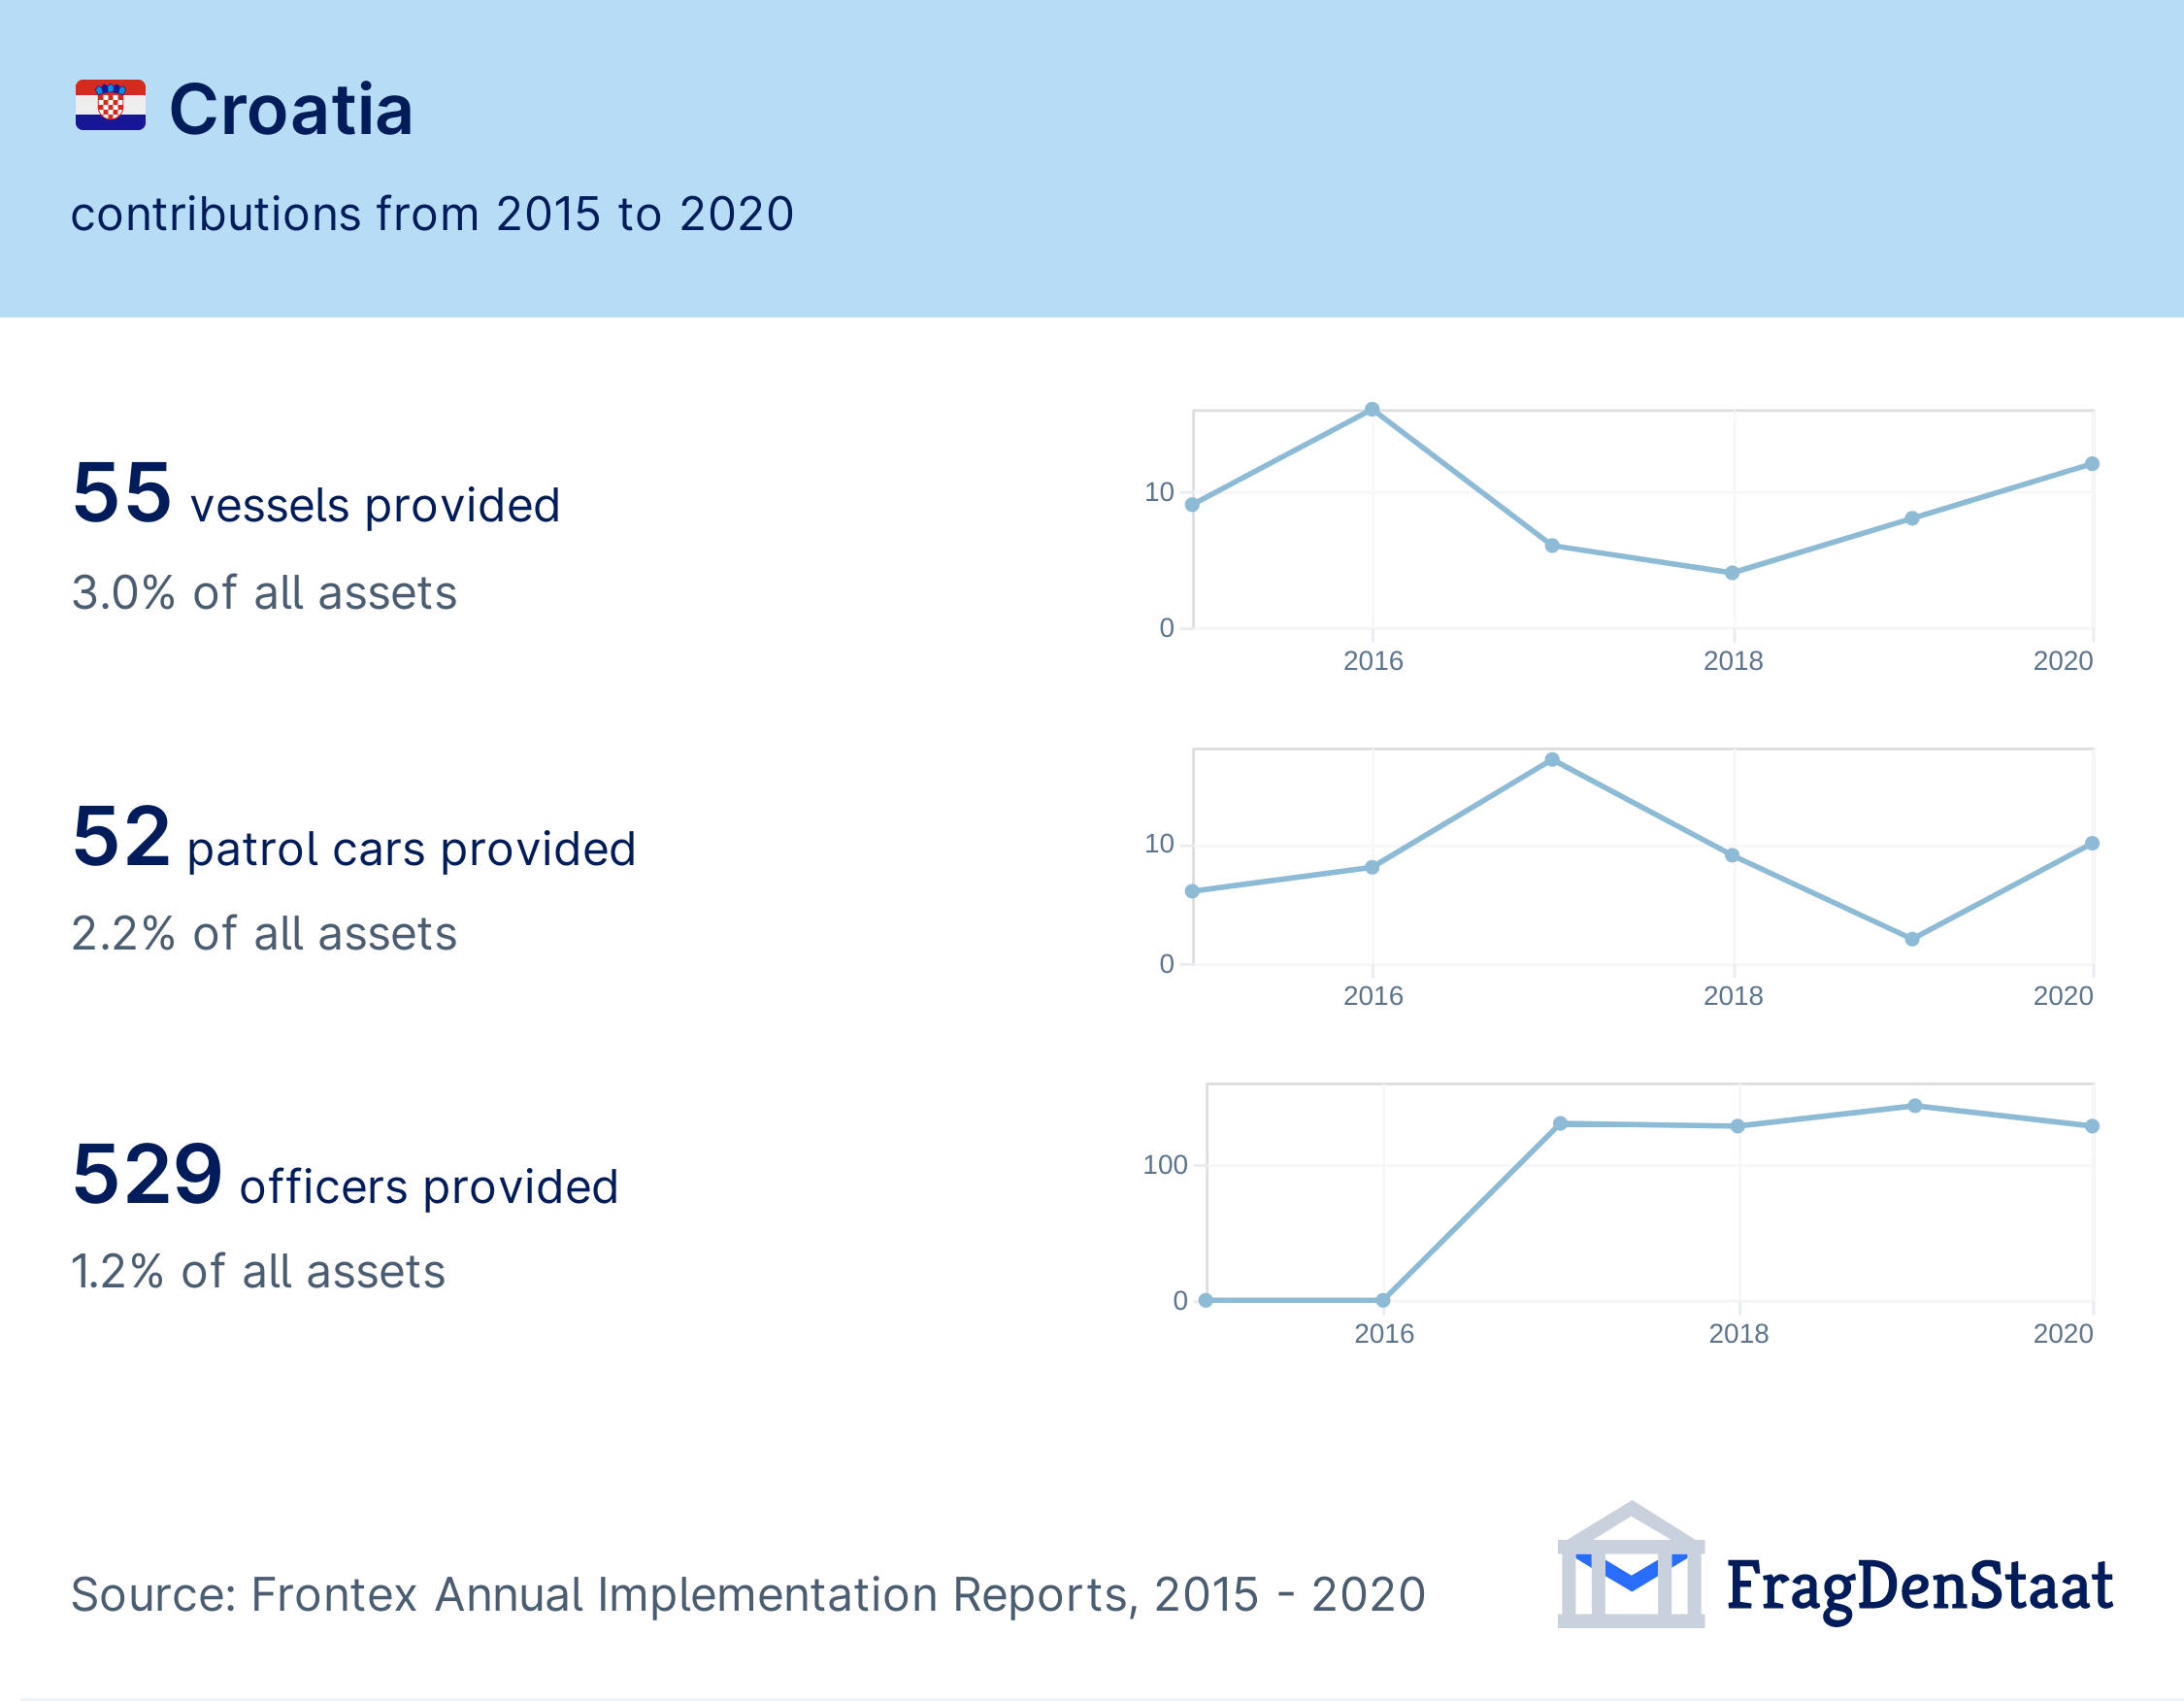 Croatia
contributions from 2015 to 2020
55 vessels provided
3.0% of all assets
10
0
2016 2018 2020
52 patrol cars provided
2.2% of all assets
10
0
2016 2018 2020
529 officers provided
1.2% of all assets
100
0
2016 2018 2020
Source: Frontex Annual Implementation Reports, 2015 - 2020
FragDenStaat